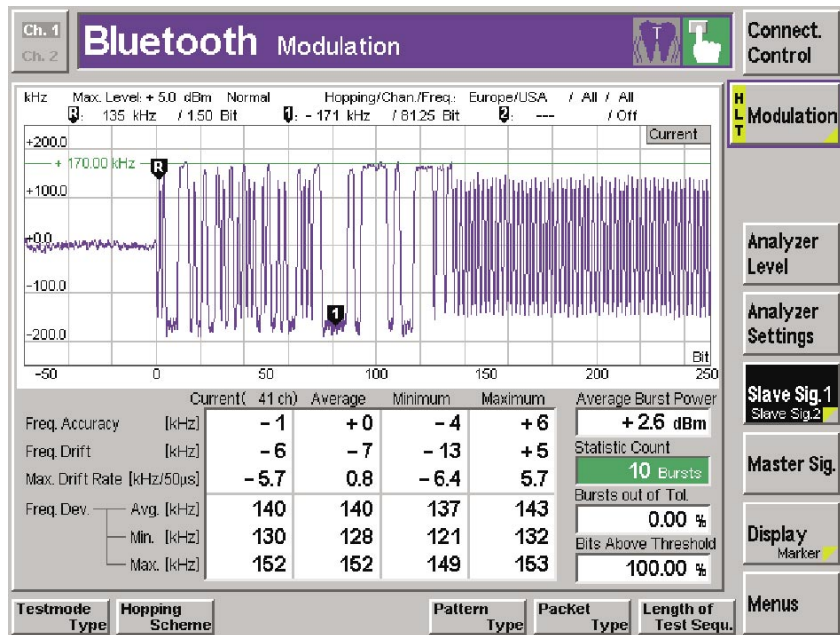 Ch. 1
Ch. 2
Bluetooth Modulation
T
Connect.
Control
kHz Max. Level: + 5.0 dBm Normal Hopping/Chan./Freq.: Europe/USA / All / All
R: 135 kHz / 1.50 Bit 1: - 171 kHz / 81.25 Bit 2: --- / Off
Current
+200.0
+ 170.00 kHz
R
+100.0
+0.0
-100.0
1
-200.0
Bit
-50 0 50 100 150 200 250
HLT
Modulation
Analyzer
Level
Analyzer
Settings
Slave Sig.1
Slave Sig.2
Master Sig.
Display
Marker
Menus
Current( 41 ch) Average Minimum Maximum
Freq. Accuracy [kHz] - 1 + 0 - 4 + 6
Freq. Drift [kHz] - 6 - 7 - 13 + 5
Max. Drift Rate [kHz/50µs] - 5.7 0.8 - 6.4 5.7
Freq. Dev. Avg. [kHz] 140 140 137 143
Min. [kHz] 130 128 121 132
Max. [kHz] 152 152 149 153
Average Burst Power
+ 2.6 dBm
Statistic Count
10 Bursts
Bursts out of Tol.
0.00 %
Bits Above Threshold
100.00 %
Testmode
Type
Hopping
Scheme
Pattern
Type
Packet
Type
Length of
Test Sequ.